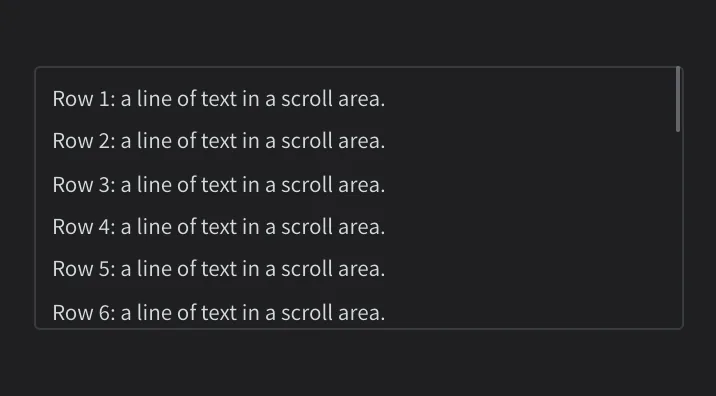 Row 1: a line of text in a scroll area.
Row 2: a line of text in a scroll area.
Row 3: a line of text in a scroll area.
Row 4: a line of text in a scroll area.
Row 5: a line of text in a scroll area.
Row 6: a line of text in a scroll area.